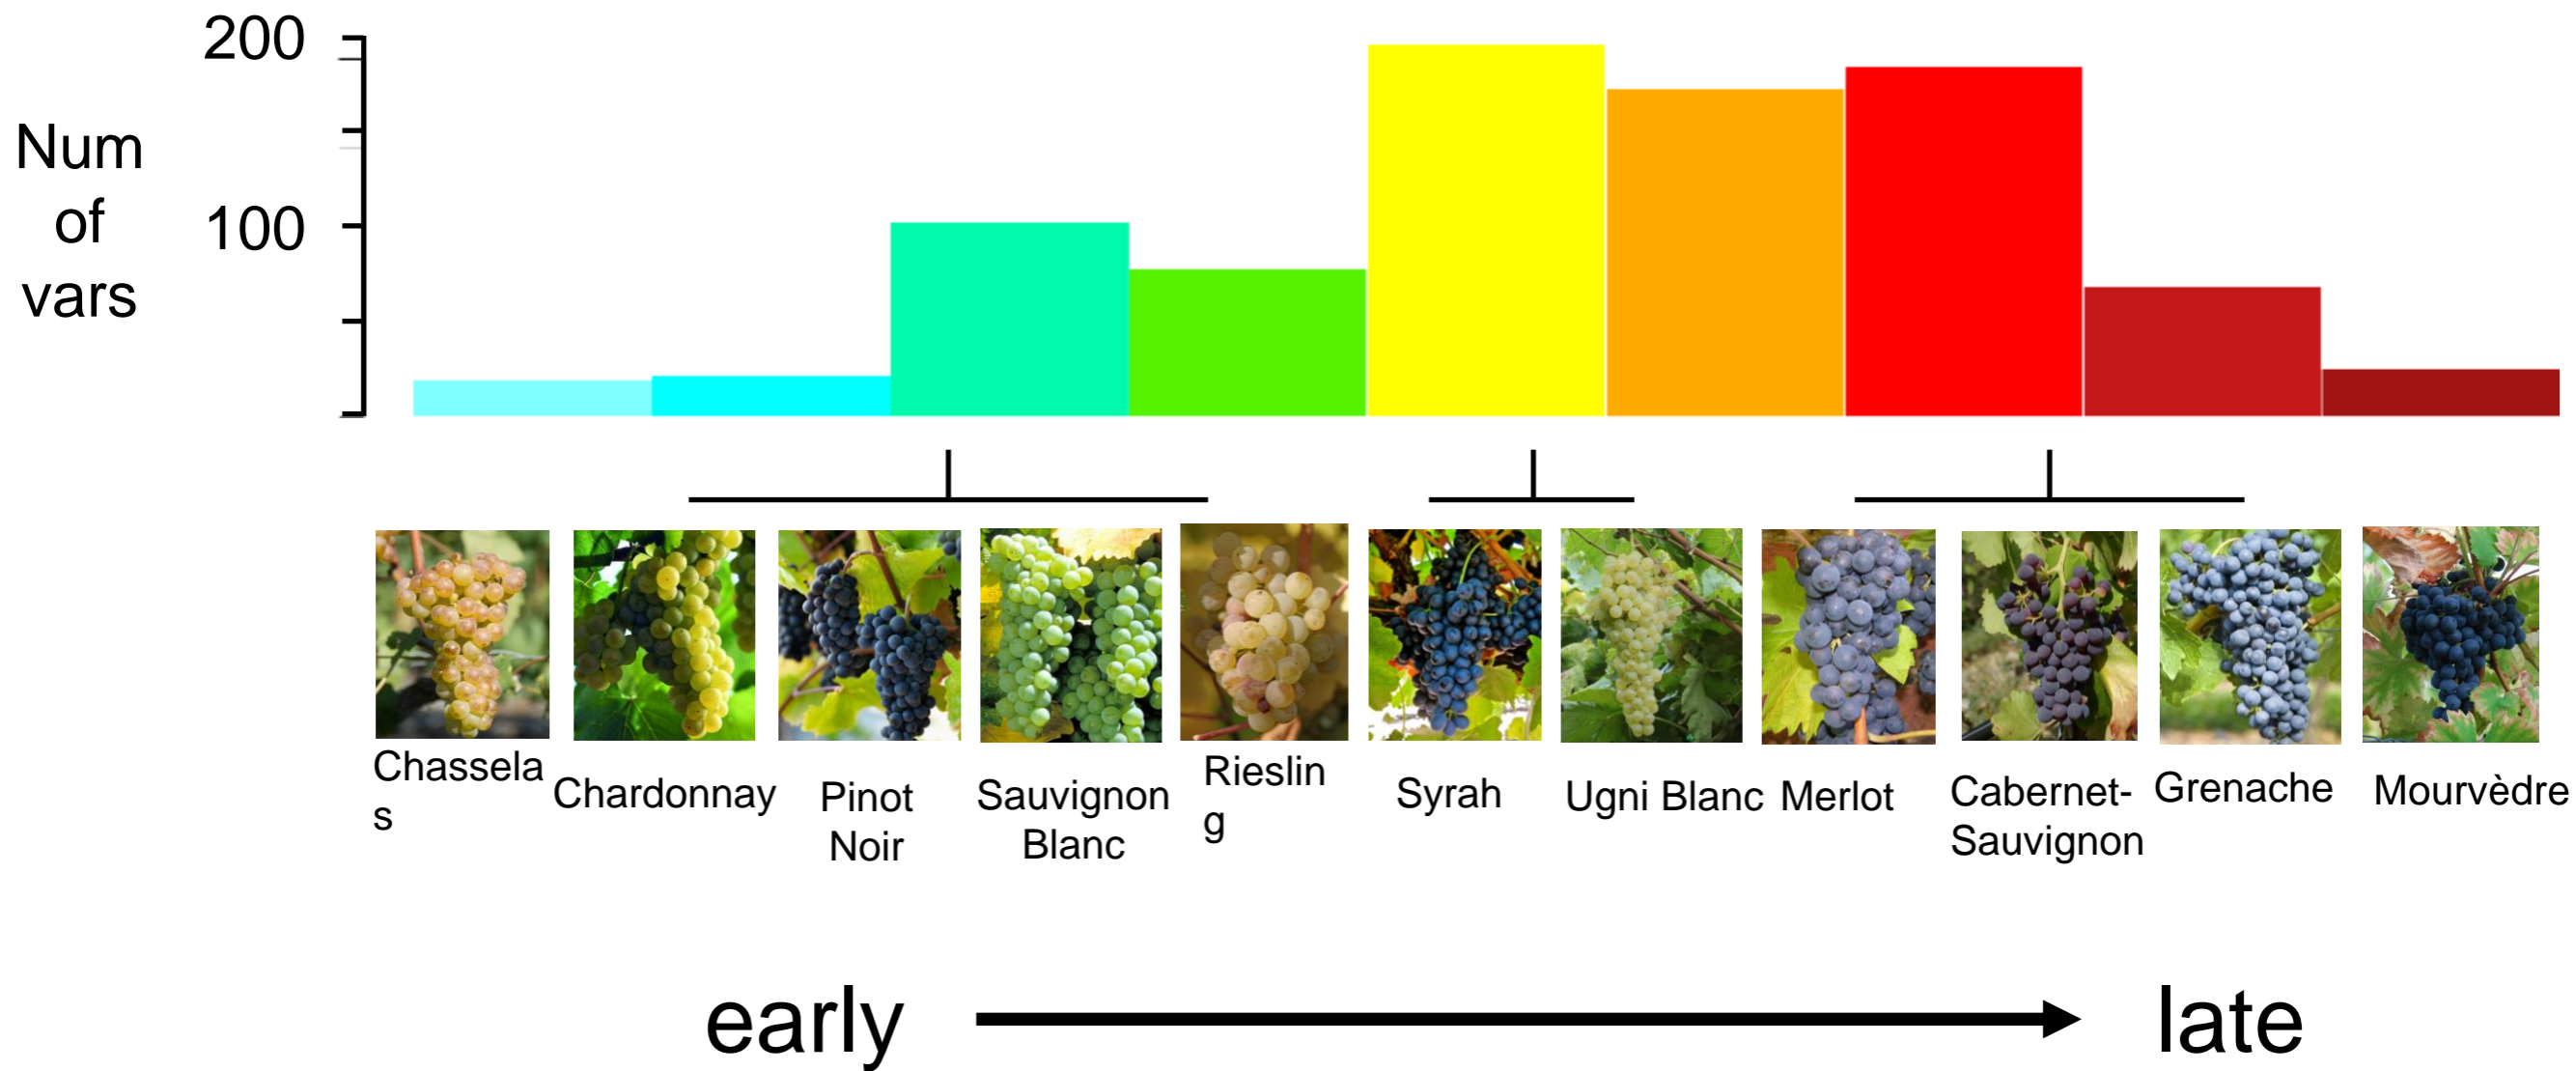 200
Num
of
vars
100
Chassela
s
Chardonnay
Pinot
Noir
Sauvignon
Blanc
Rieslin
g
Syrah
Ugni Blanc
Merlot
Cabernet-
Sauvignon
Grenache
Mourvèdre
early
late